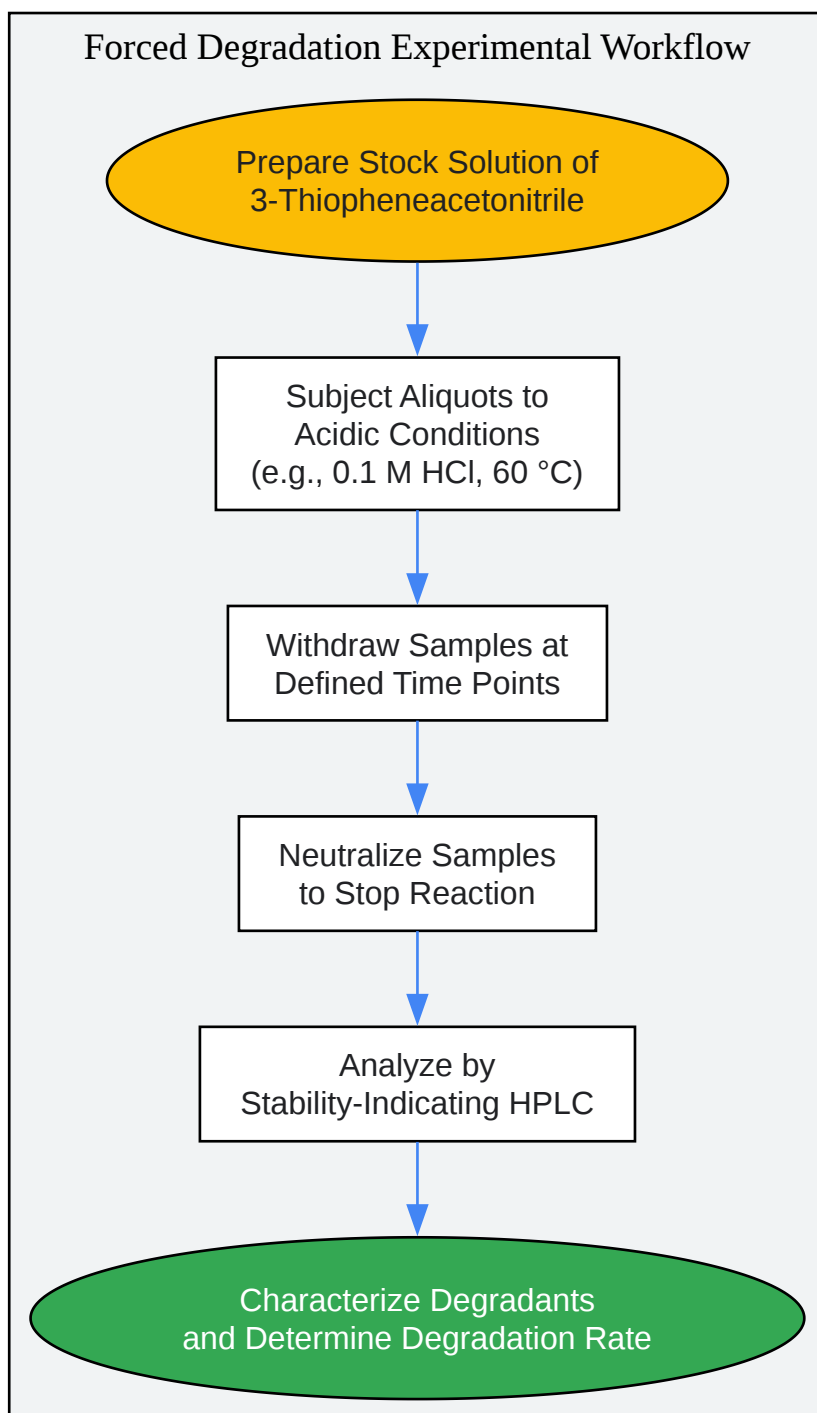 Forced Degradation Experimental Workflow
Prepare Stock Solution of
3-Thiopheneacetonitrile
Subject Aliquots to
Acidic Conditions
(e.g., 0.1 M HCl, 60 °C)
Withdraw Samples at
Defined Time Points
Neutralize Samples
to Stop Reaction
Analyze by
Stability-Indicating HPLC
Characterize Degradants
and Determine Degradation Rate